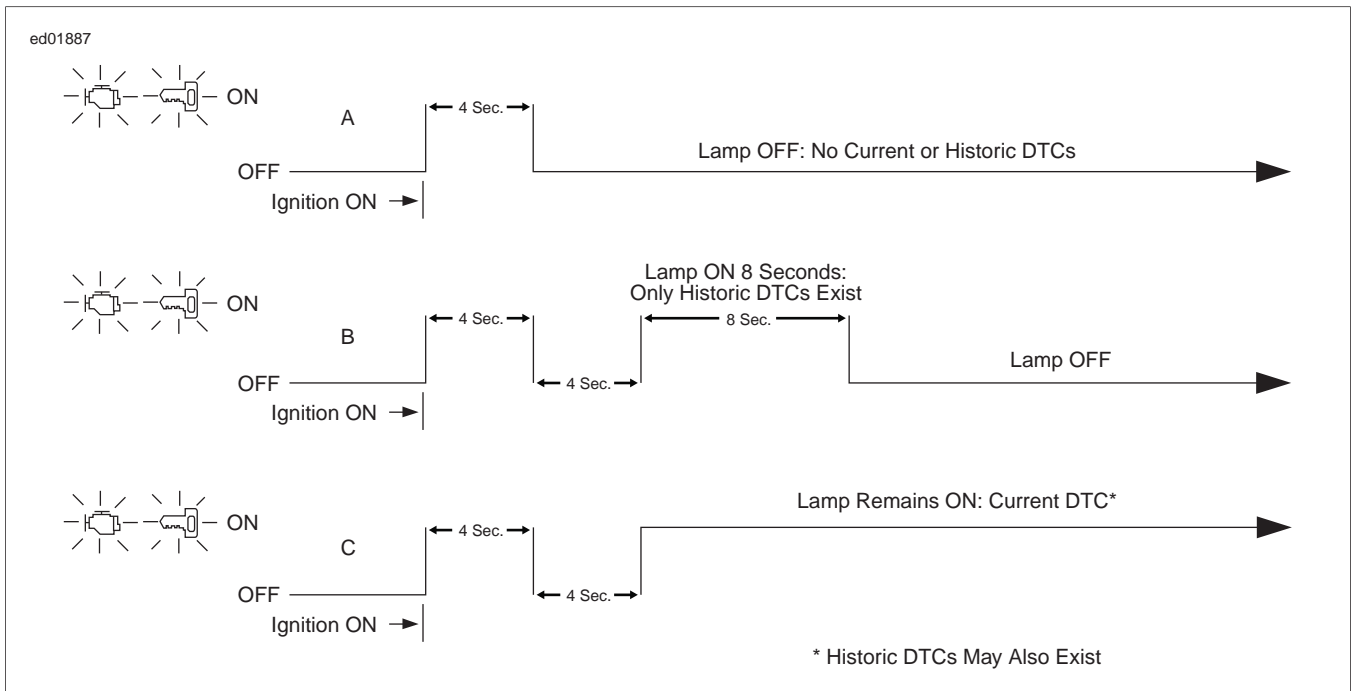 ed01887
ON
A
4 Sec.
Lamp OFF: No Current or Historic DTCs
OFF
Ignition ON
Lamp ON 8 Seconds:
Only Historic DTCs Exist
ON
4 Sec.
8 Sec.
B
Lamp OFF
OFF
4 Sec.
Ignition ON
Lamp Remains ON: Current DTC*
ON
4 Sec.
C
OFF
4 Sec.
Ignition ON
* Historic DTCs May Also Exist